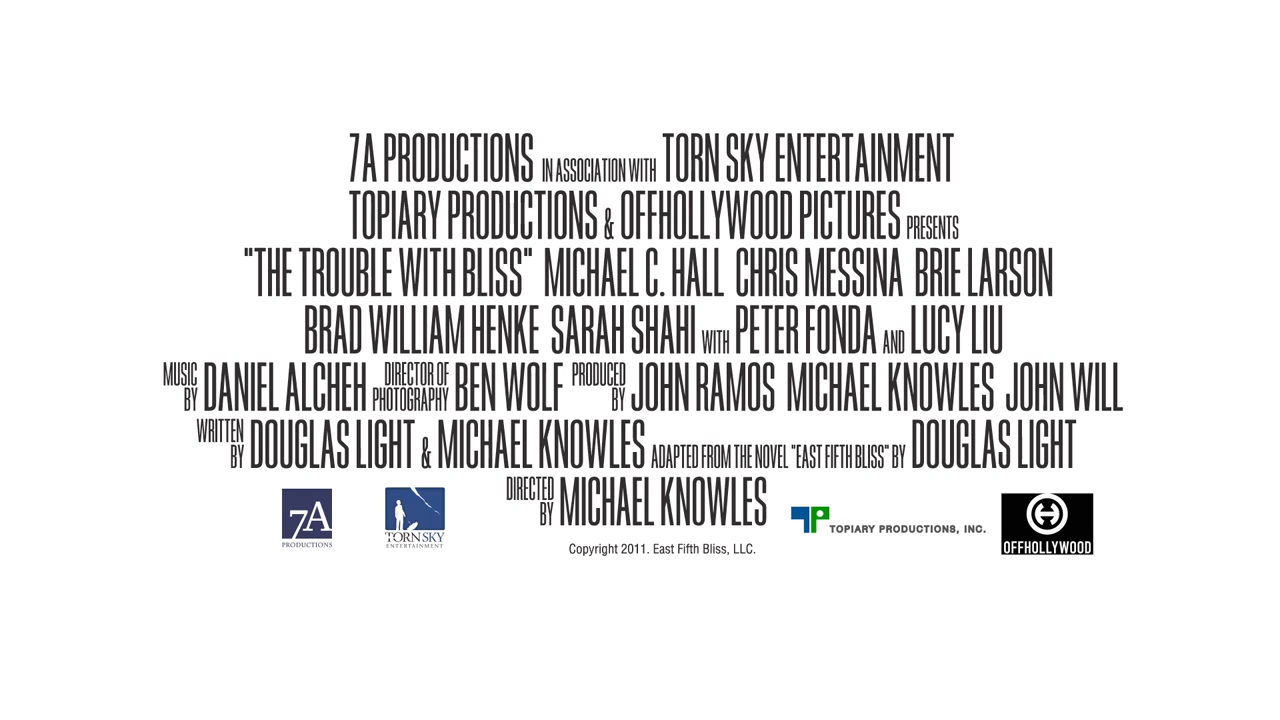 7A PRODUCTIONS IN ASSOCIATION WITH TORN SKY ENTERTAINMENT
TOPIARY PRODUCTIONS & OFFHOLLYWOOD PICTURES PRESENTS
"THE TROUBLE WITH BLISS" MICHAEL C. HALL CHRIS MESSINA BRIE LARSON
BRAD WILLIAM HENKE SARAH SHAHI WITH PETER FONDA AND LUCY LIU
MUSIC BY DANIEL ALCHEH DIRECTOR OF PHOTOGRAPHY BEN WOLF PRODUCED BY JOHN RAMOS MICHAEL KNOWLES JOHN WILL
WRITTEN BY DOUGLAS LIGHT & MICHAEL KNOWLES ADAPTED FROM THE NOVEL "EAST FIFTH BLISS" BY DOUGLAS LIGHT
DIRECTED BY MICHAEL KNOWLES
7A PRODUCTIONS
TORN SKY ENTERTAINMENT
Copyright 2011. East Fifth Bliss, LLC.
TP TOPIARY PRODUCTIONS, INC.
OFFHOLLYWOOD